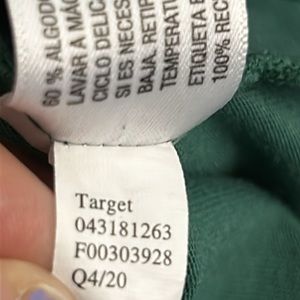 60 % ALGODÓ
LAVAR A MÁQ
CICLO DELICA
SI ES NECES
BAJA. RETIR
TEMPERATU
ETIQUETA E
100% REC
Target
043181263
F00303928
Q4/20